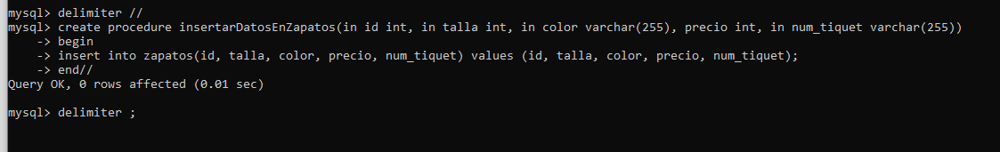 mysql> delimiter //
mysql> create procedure insertarDatosEnZapatos(in id int, in talla int, in color varchar(255), precio int, in num_tiquet varchar(255))
    -> begin
    -> insert into zapatos(id, talla, color, precio, num_tiquet) values (id, talla, color, precio, num_tiquet);
    -> end//
Query OK, 0 rows affected (0.01 sec)

mysql> delimiter ;